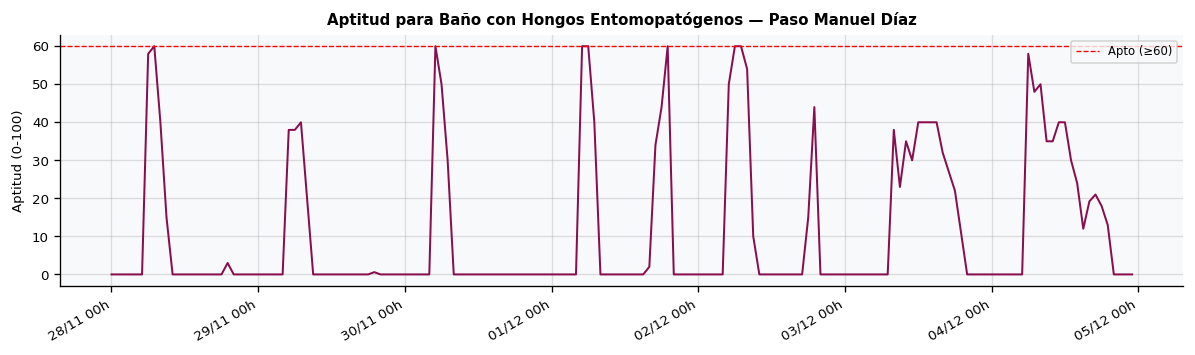 Aptitud para Baño con Hongos Entomopatógenos — Paso Manuel Díaz
Apto (≥60)
Aptitud (0-100)
60
50
40
30
20
10
0
28/11 00h
29/11 00h
30/11 00h
01/12 00h
02/12 00h
03/12 00h
04/12 00h
05/12 00h